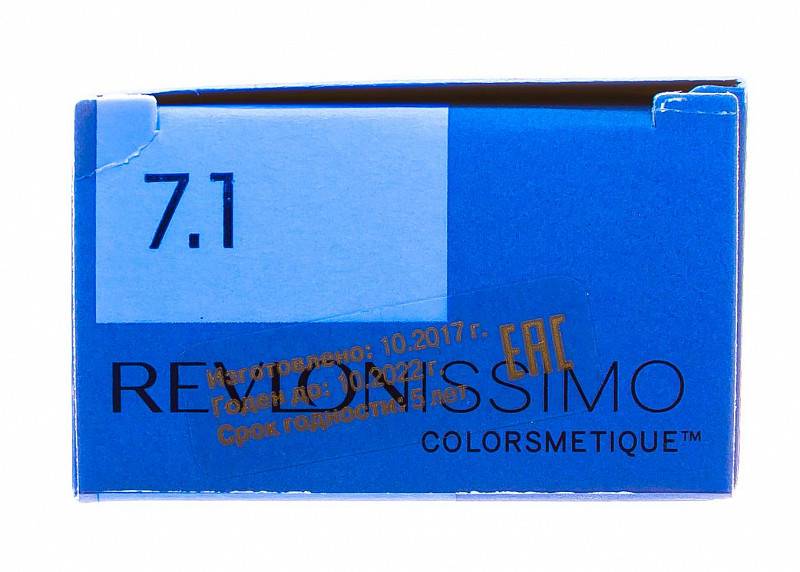 7.1
Изготовлено: 10.2017 г.
Годен до: 10.2022 г.
Срок годности: 5 лет
EAC
REVLONISSIMO
COLORSMETIQUE™